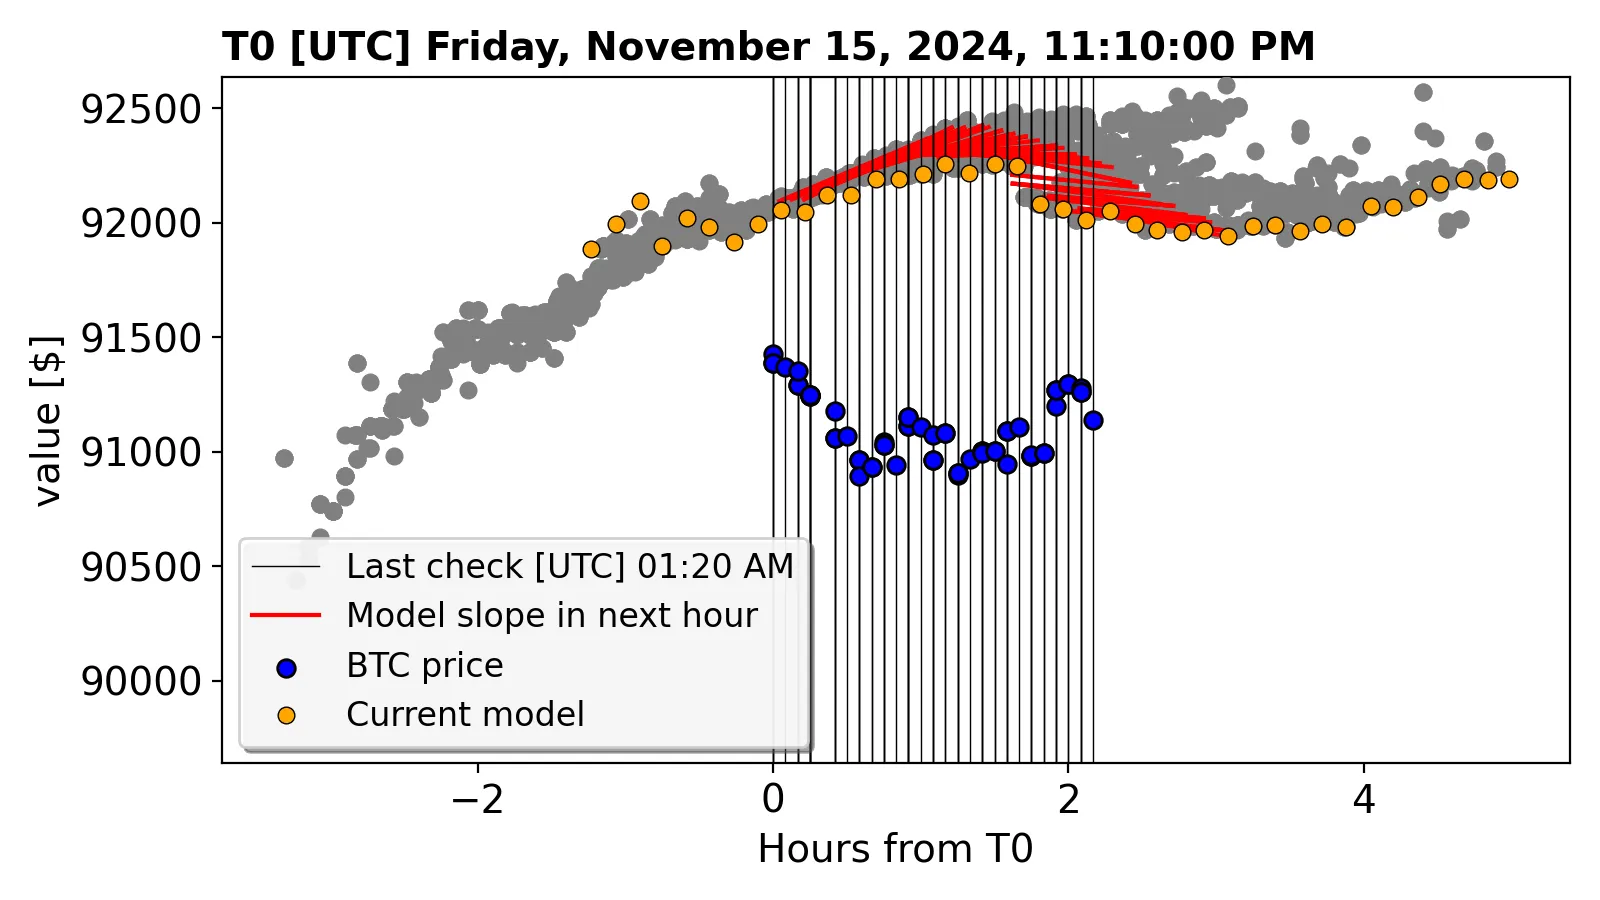 T0 [UTC] Friday, November 15, 2024, 11:10:00 PM
value [$]
92500
92000
91500
91000
90500
90000
Last check [UTC] 01:20 AM
Model slope in next hour
BTC price
Current model
−2
0
2
4
Hours from T0